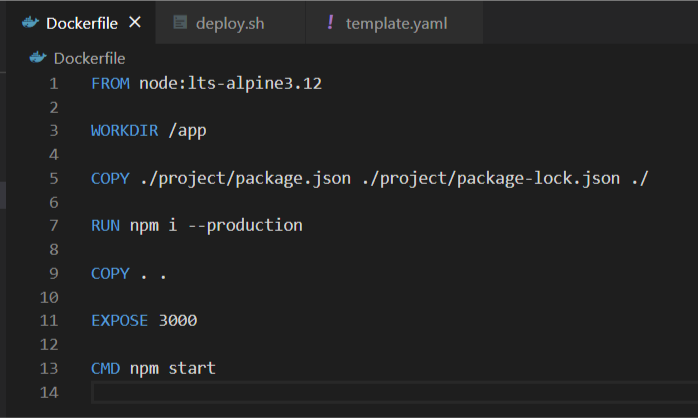 Dockerfile × deploy.sh ! template.yaml
Dockerfile
1 FROM node:lts-alpine3.12
2
3 WORKDIR /app
4
5 COPY ./project/package.json ./project/package-lock.json ./
6
7 RUN npm i --production
8
9 COPY . .
10
11 EXPOSE 3000
12
13 CMD npm start
14